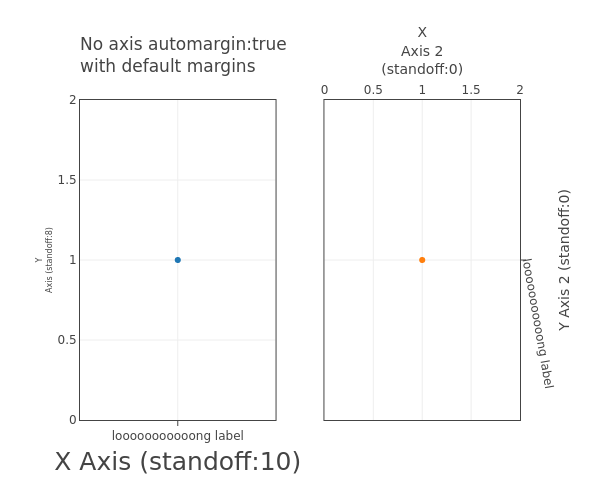 No axis automargin:true
with default margins
X
Axis 2
(standoff:0)
0
0.5
1
1.5
2
2
1.5
1
0.5
0
Y
Axis (standoff:8)
looooooooooong label
X Axis (standoff:10)
looooooooooong label
Y Axis 2 (standoff:0)